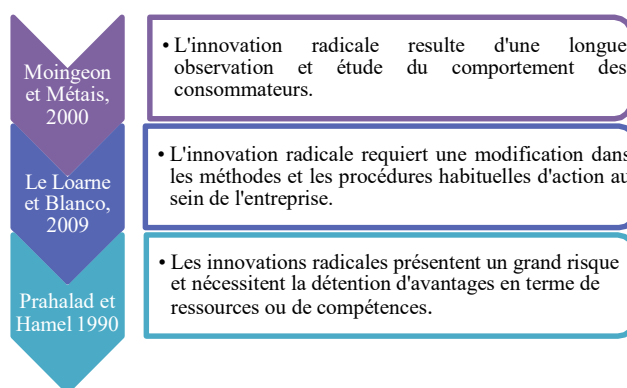 Moingeon
et Métais,
2000
• L'innovation radicale resulte d'une longue
observation et étude du comportement des
consommateurs.
Le Loarne
et Blanco,
2009
• L'innovation radicale requiert une modification dans
les méthodes et les procédures habituelles d'action au
sein de l'entreprise.
Prahalad et
Hamel 1990
• Les innovations radicales présentent un grand risque
et nécessitent la détention d'avantages en terme de
ressources ou de compétences.